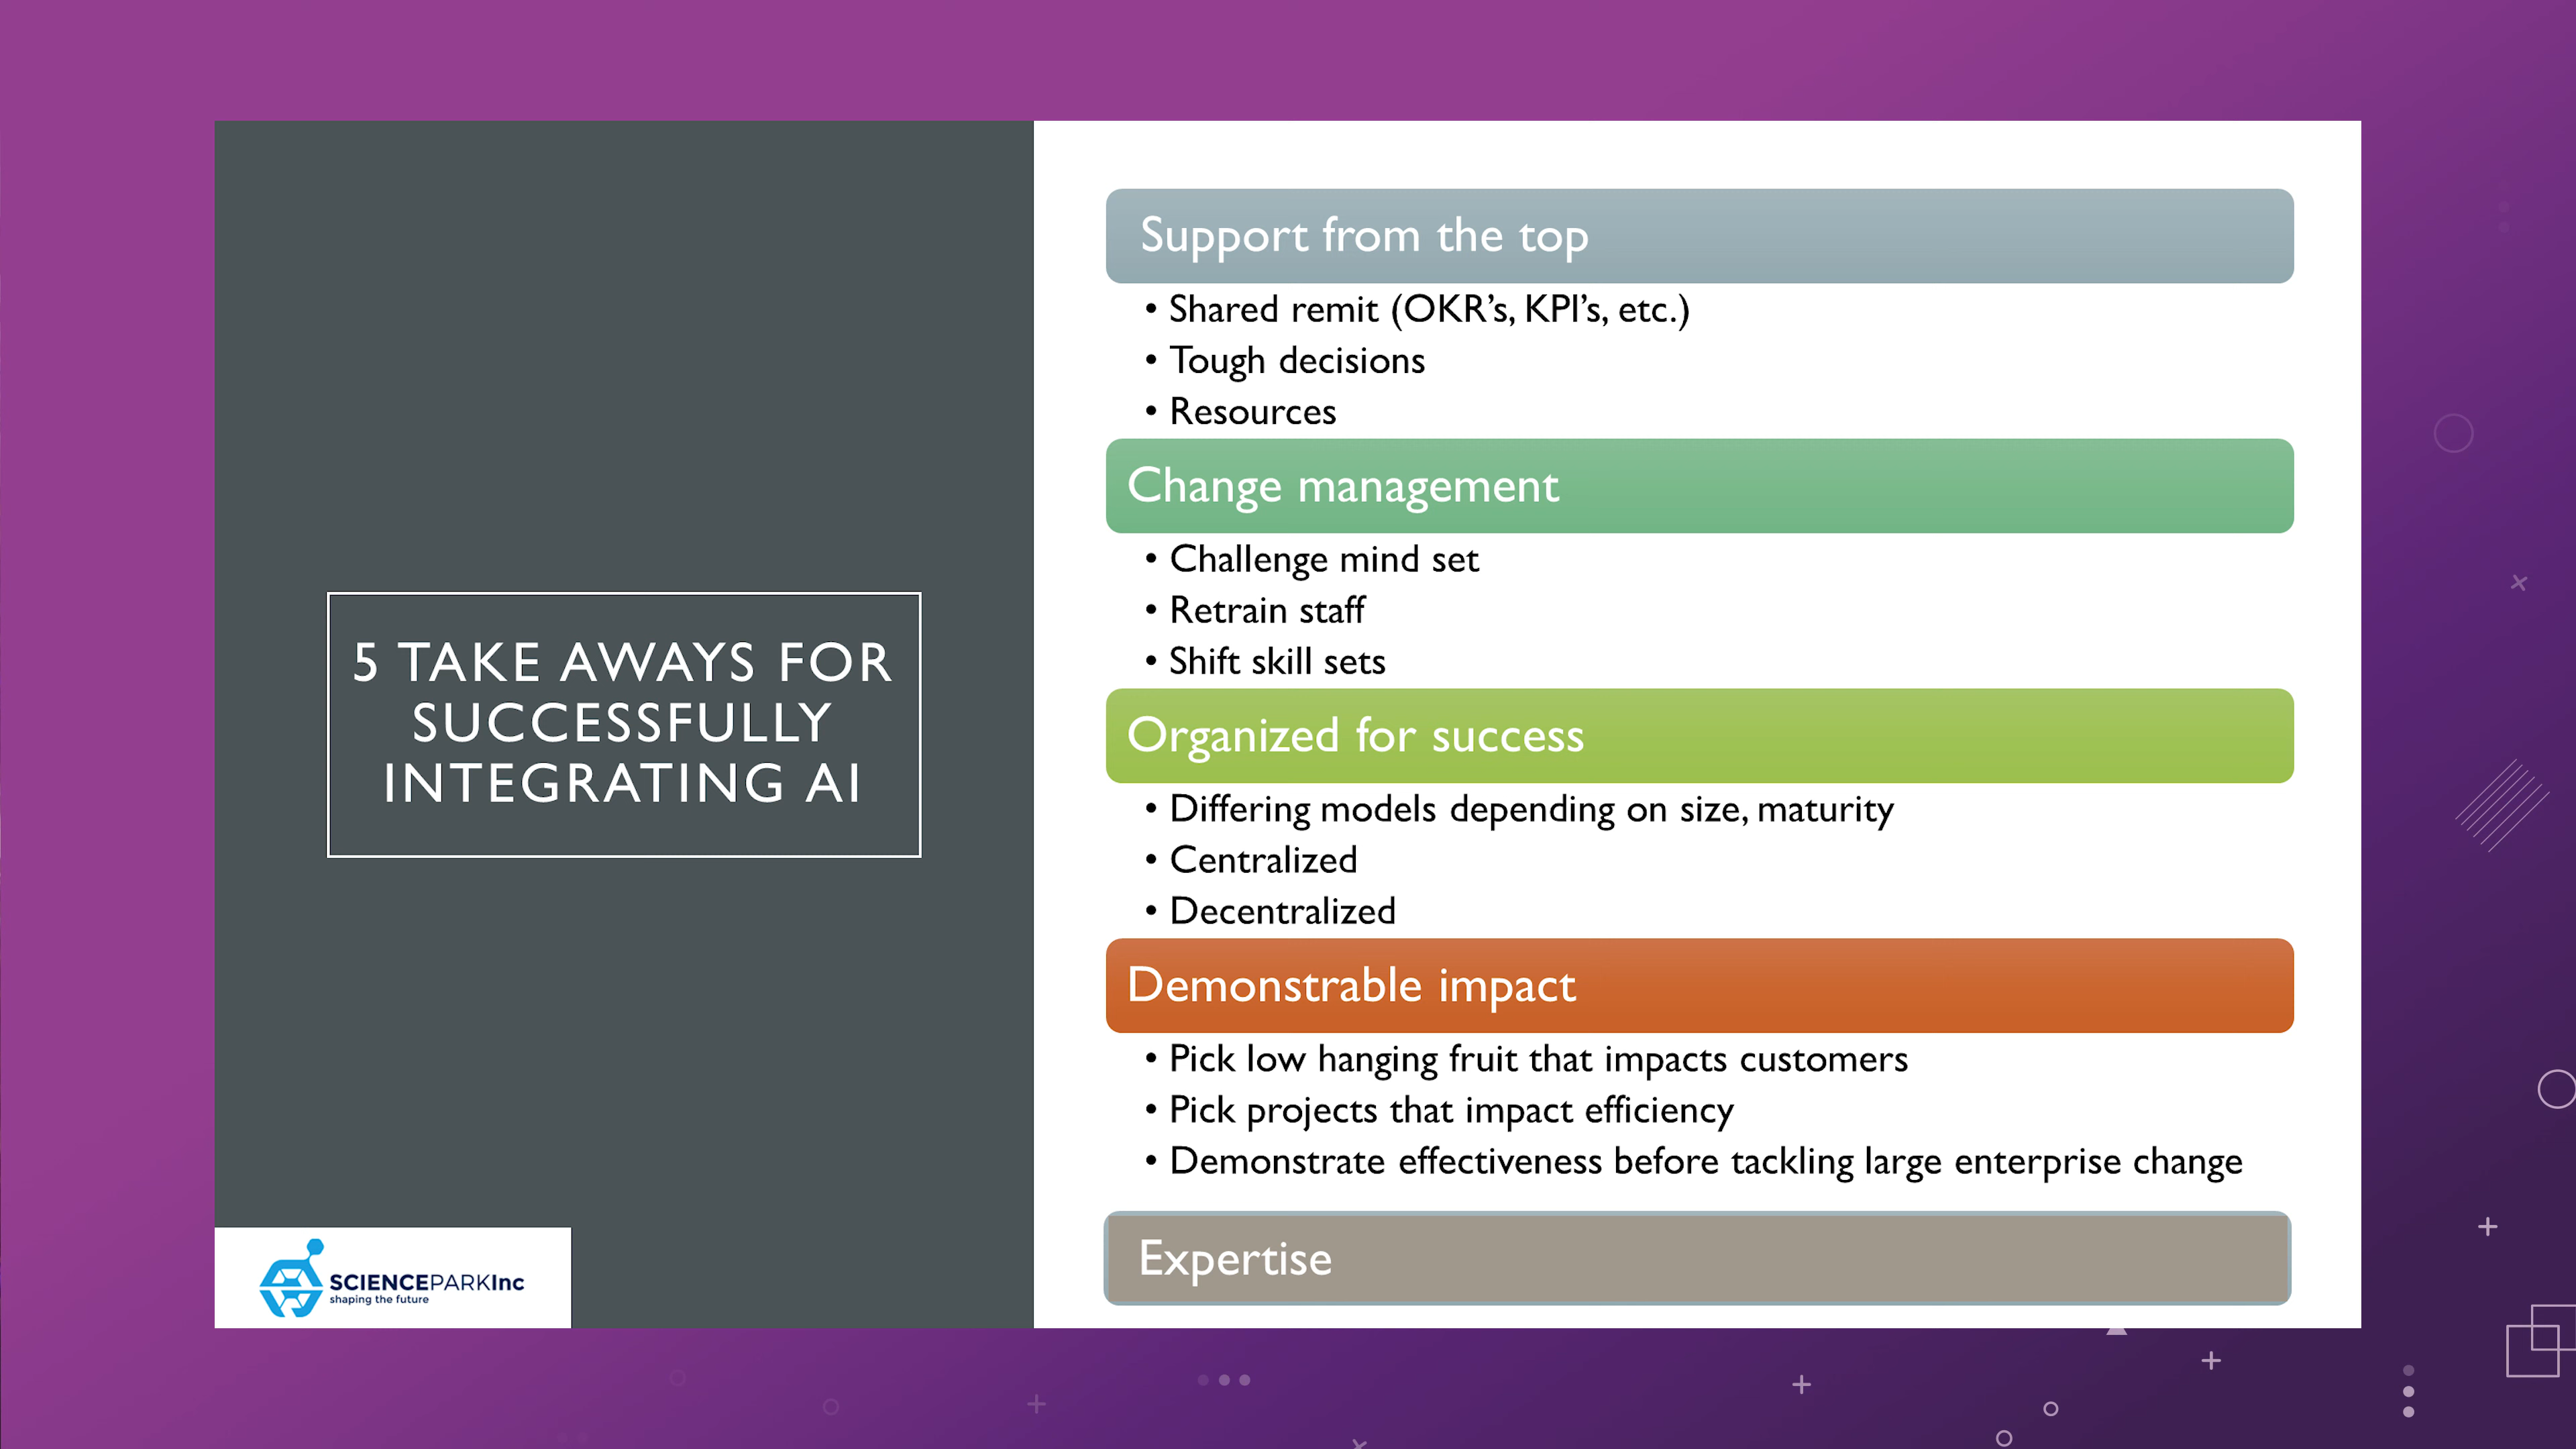 5 TAKE AWAYS FOR
SUCCESSFULLY
INTEGRATING AI
SCIENCEPARKInc
shaping the future
Support from the top
• Shared remit (OKR’s, KPI’s, etc.)
• Tough decisions
• Resources
Change management
• Challenge mind set
• Retrain staff
• Shift skill sets
Organized for success
• Differing models depending on size, maturity
• Centralized
• Decentralized
Demonstrable impact
• Pick low hanging fruit that impacts customers
• Pick projects that impact efficiency
• Demonstrate effectiveness before tackling large enterprise change
Expertise